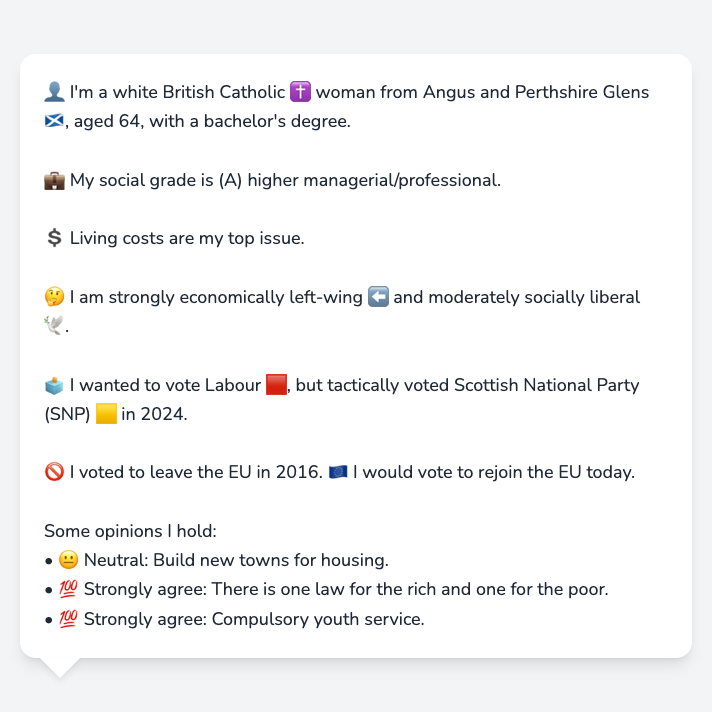 👤 I'm a white British Catholic ✝️ woman from Angus and Perthshire Glens
🏴󠁧󠁢󠁳󠁣󠁴󠁿, aged 64, with a bachelor's degree.
💼 My social grade is (A) higher managerial/professional.
💲 Living costs are my top issue.
🤔 I am strongly economically left-wing ⬅️ and moderately socially liberal
🕊️.
🗳️ I wanted to vote Labour 🟥, but tactically voted Scottish National Party
(SNP) 🟨 in 2024.
🚫 I voted to leave the EU in 2016. 🇪🇺 I would vote to rejoin the EU today.
Some opinions I hold:
• 😐 Neutral: Build new towns for housing.
• 💯 Strongly agree: There is one law for the rich and one for the poor.
• 💯 Strongly agree: Compulsory youth service.